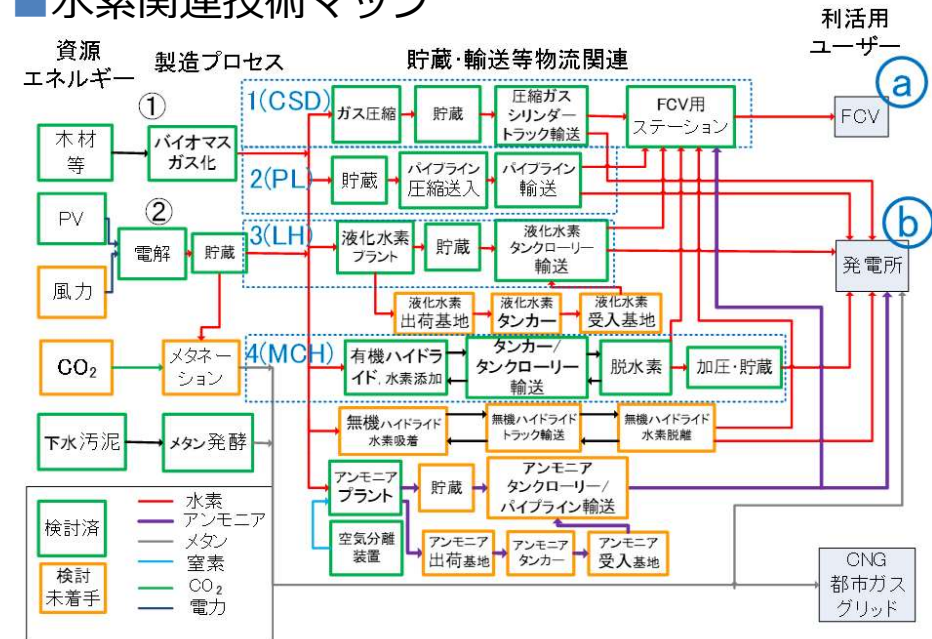 ■水素関連技術マップ
資源
エネルギー
製造プロセス
貯蔵・輸送等物流関連
利活用
ユーザー
①
木材
等
バイオマス
ガス化
1(CSD)
ガス圧縮
貯蔵
圧縮ガス
シリンダー
トラック輸送
FCV用
ステーション
a
FCV
2(PL)
貯蔵
パイプライン
圧縮送入
パイプライン
輸送
PV
風力
②
電解
貯蔵
3(LH)
液化水素
プラント
貯蔵
液化水素
タンクローリー
輸送
b
発電所
液化水素
出荷基地
液化水素
タンカー
液化水素
受入基地
CO2
メタネー
ション
4(MCH)
有機ハイドラ
イド,水素添加
タンカー/
タンクローリー
輸送
脱水素
加圧・貯蔵
下水汚泥
メタン発酵
無機ハイドライド
水素吸着
無機ハイドライド
トラック輸送
無機ハイドライド
水素脱離
アンモニア
プラント
貯蔵
アンモニア
タンクローリー/
パイプライン輸送
空気分離
装置
アンモニア
出荷基地
アンモニア
タンカー
アンモニア
受入基地
検討済
検討
未着手
水素
アンモニア
メタン
窒素
CO2
電力
CNG
都市ガス
グリッド